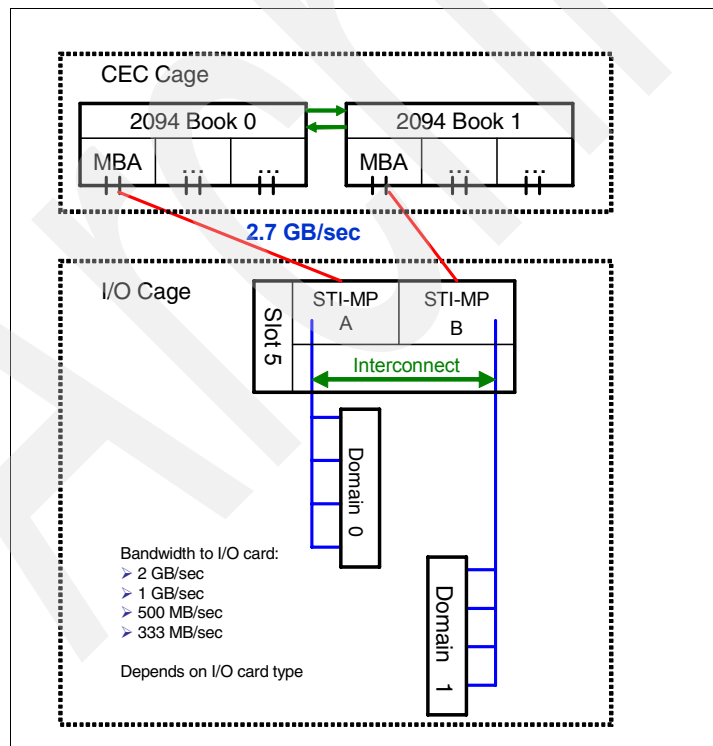 CEC Cage
2094 Book 0
2094 Book 1
MBA
...
...
MBA
...
...
2.7 GB/sec
I/O Cage
Slot 5
STI-MP
A
STI-MP
B
Interconnect
Domain 0
Domain 1
Bandwidth to I/O card:
➢ 2 GB/sec
➢ 1 GB/sec
➢ 500 MB/sec
➢ 333 MB/sec
Depends on I/O card type